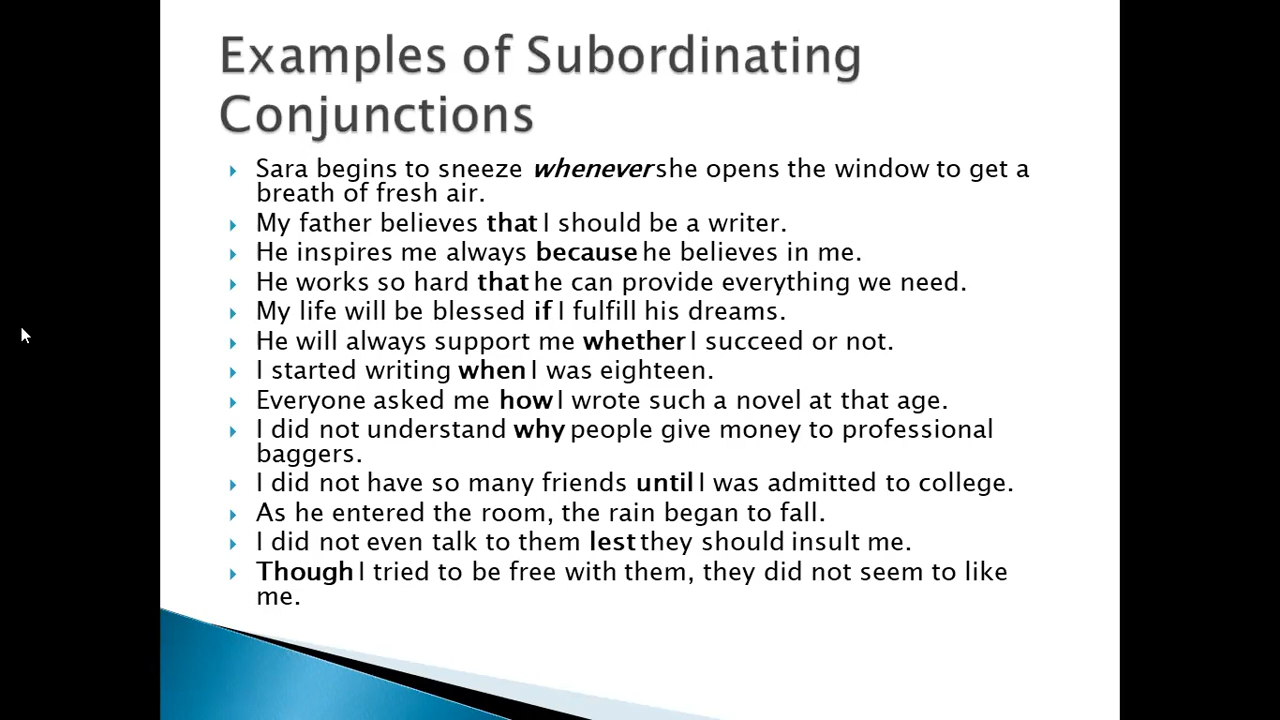 Examples of Subordinating
Conjunctions
Sara begins to sneeze whenever she opens the window to get a
breath of fresh air.
My father believes that I should be a writer.
He inspires me always because he believes in me.
He works so hard that he can provide everything we need.
My life will be blessed if I fulfill his dreams.
He will always support me whether I succeed or not.
I started writing when I was eighteen.
Everyone asked me how I wrote such a novel at that age.
I did not understand why people give money to professional
baggers.
I did not have so many friends until I was admitted to college.
As he entered the room, the rain began to fall.
I did not even talk to them lest they should insult me.
Though I tried to be free with them, they did not seem to like
me.